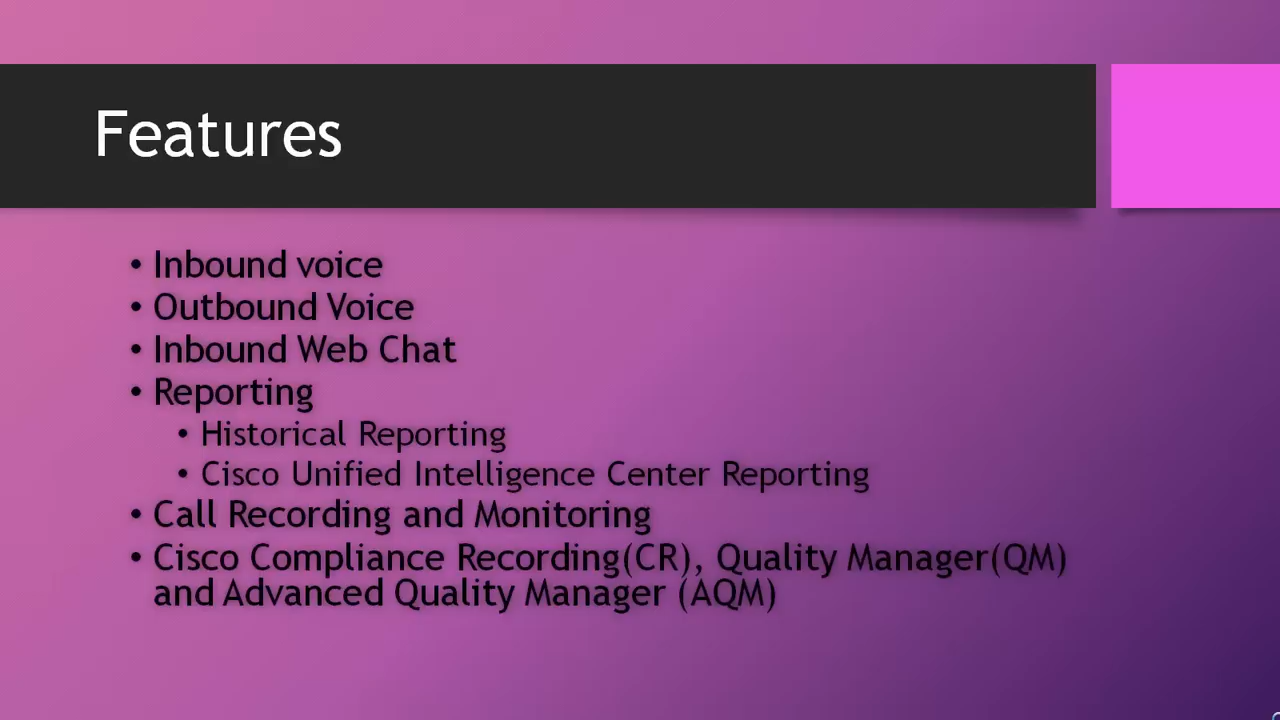 Features
• Inbound voice
• Outbound Voice
• Inbound Web Chat
• Reporting
• Historical Reporting
• Cisco Unified Intelligence Center Reporting
• Call Recording and Monitoring
• Cisco Compliance Recording(CR), Quality Manager(QM)
and Advanced Quality Manager (AQM)